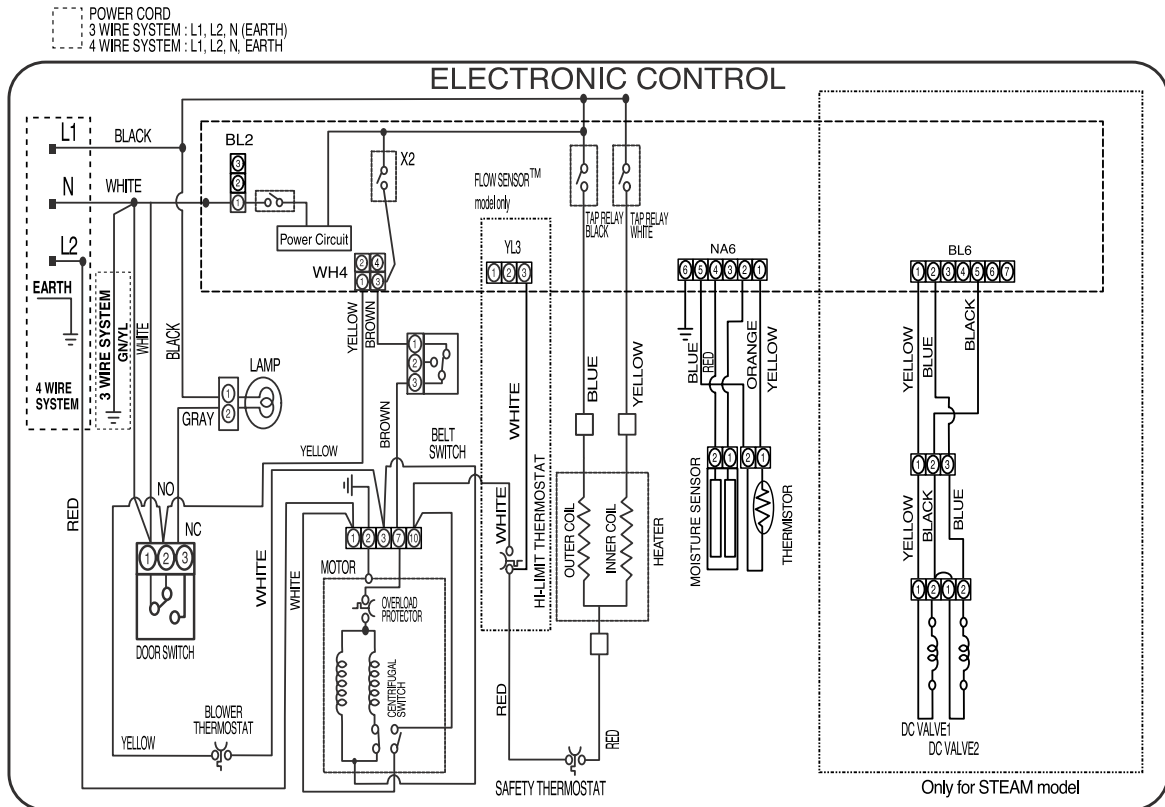 POWER CORD
3 WIRE SYSTEM : L1, L2, N (EARTH)
4 WIRE SYSTEM : L1, L2, N, EARTH
ELECTRONIC CONTROL
L1
BLACK
N
WHITE
L2
EARTH
4 WIRE
SYSTEM
3 WIRE SYSTEM
GN/YL
WHITE
BLACK
RED
BL2
3
2
1
Power Circuit
X2
WH4
2 4
1 3
YELLOW
BROWN
LAMP
1
2
GRAY
1
2
3
BELT
SWITCH
BROWN
YELLOW
NO
NC
1 2 3
DOOR SWITCH
WHITE
WHITE
BLOWER
THERMOSTAT
YELLOW
1 2 3 7 10
MOTOR
OVERLOAD
PROTECTOR
CENTRIFUGAL
SWITCH
FLOW SENSOR™
model only
YL3
1 2 3
WHITE
WHITE
HI-LIMIT THERMOSTAT
RED
SAFETY THERMOSTAT
RED
TAP RELAY
BLACK
TAP RELAY
WHITE
BLUE
YELLOW
OUTER COIL
INNER COIL
HEATER
NA6
6 5 4 3 2 1
BLUE
RED
ORANGE
YELLOW
2 1 2 1
MOISTURE SENSOR
THERMISTOR
BL6
1 2 3 4 5 6 7
YELLOW
BLUE
BLACK
1 2 3
YELLOW
BLACK
BLUE
1 2 1 2
DC VALVE1
DC VALVE2
Only for STEAM model